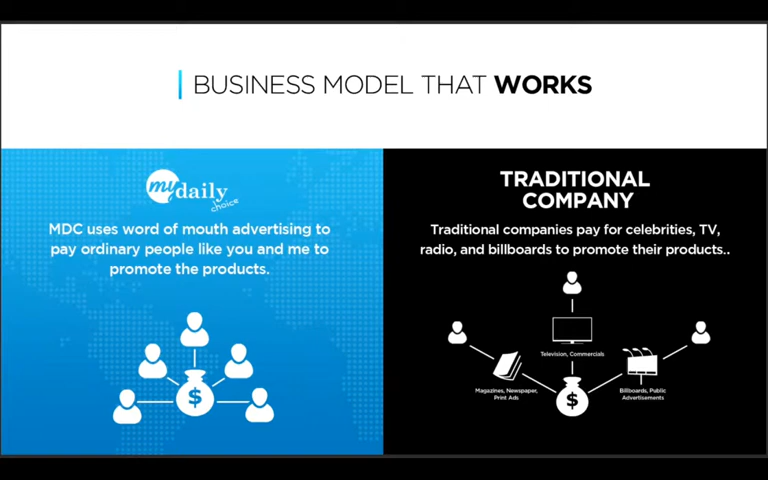 BUSINESS MODEL THAT WORKS
my daily
choice
MDC uses word of mouth advertising to
pay ordinary people like you and me to
promote the products.
$
TRADITIONAL
COMPANY
Traditional companies pay for celebrities, TV,
radio, and billboards to promote their products..
Television, Commercials
Magazines, Newspaper,
Print Ads
Billboards, Public
Advertisements
$